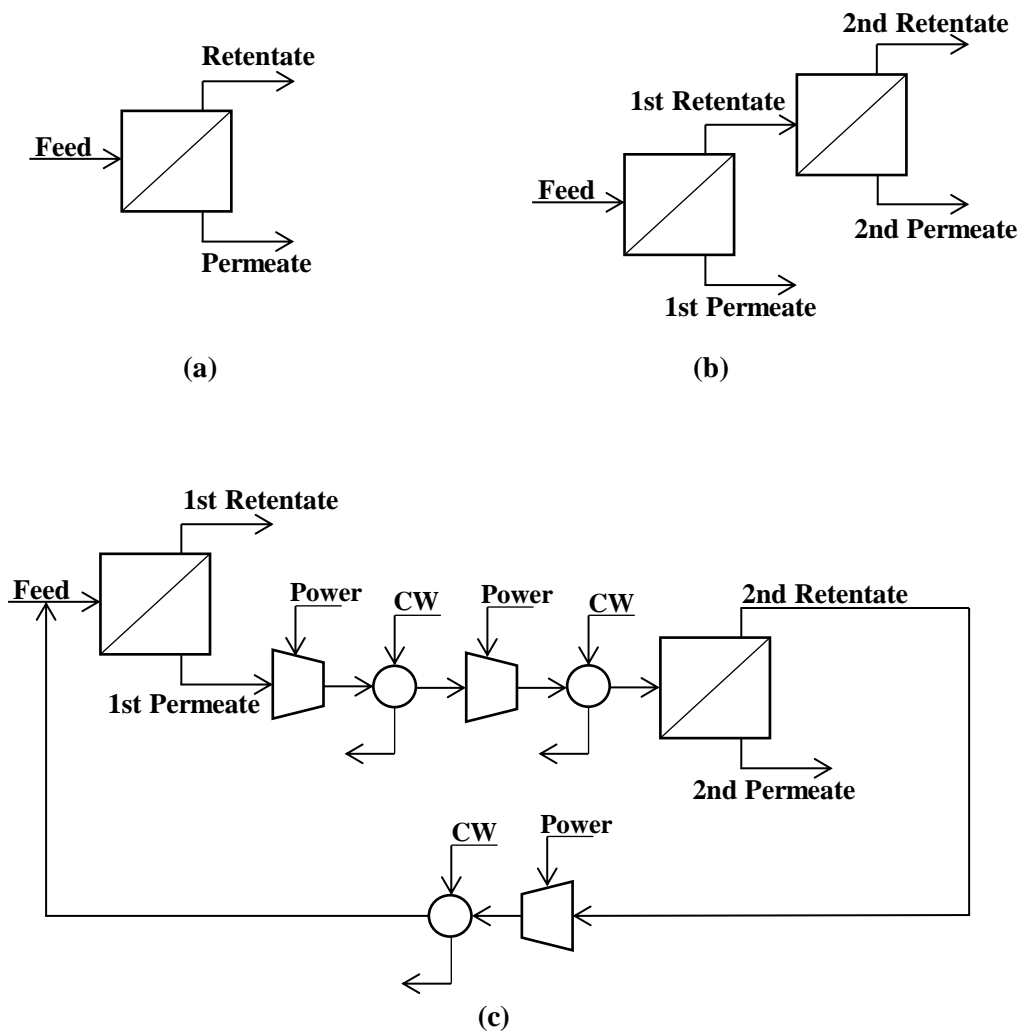 Retentate
Feed
Permeate
(a)
2nd Retentate
1st Retentate
Feed
2nd Permeate
1st Permeate
(b)
1st Retentate
Feed
Power
CW
Power
CW
2nd Retentate
1st Permeate
2nd Permeate
CW
Power
(c)